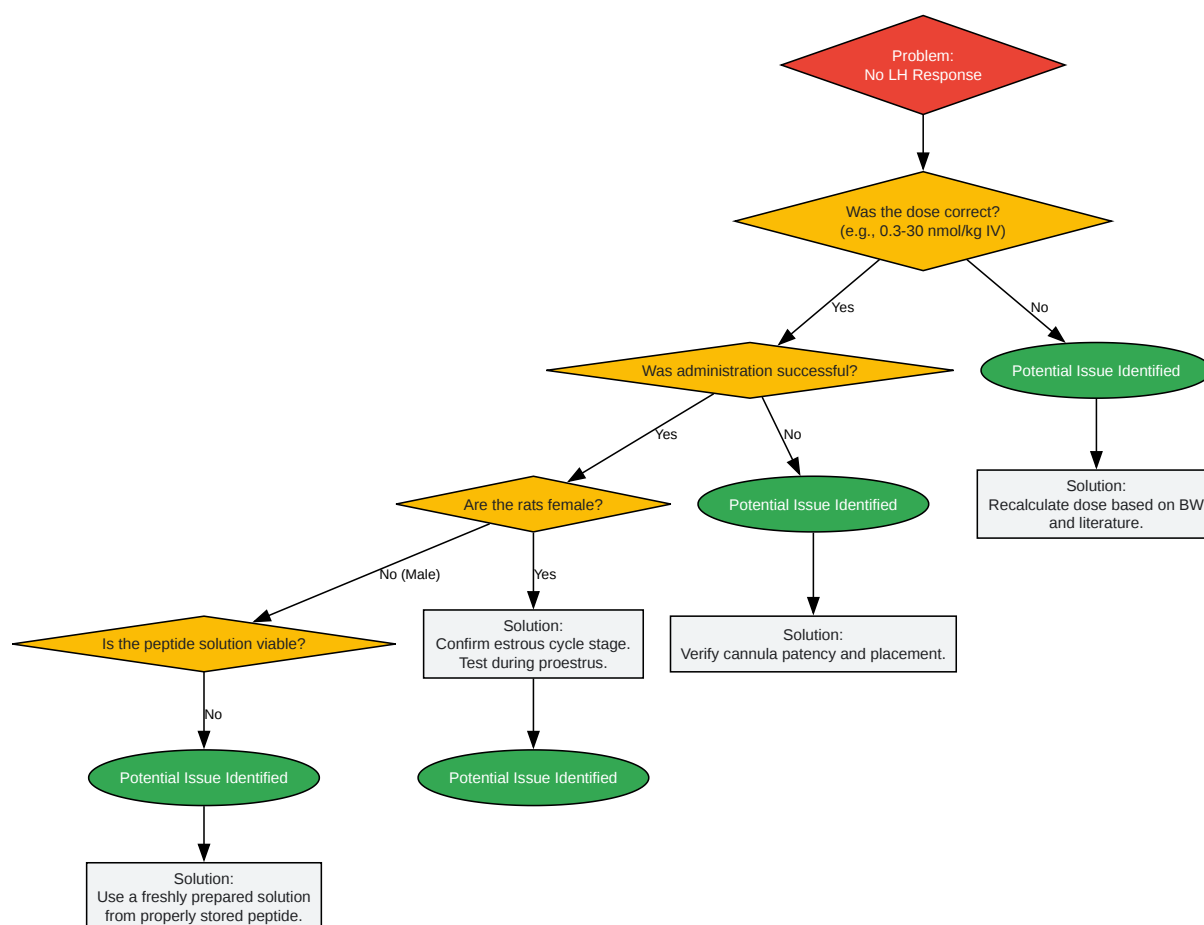 Problem:
No LH Response
Was the dose correct?
(e.g., 0.3-30 nmol/kg IV)
Yes
No
Was administration successful?
Potential Issue Identified
Yes
No
Solution:
Recalculate dose based on BW
and literature.
Are the rats female?
Potential Issue Identified
No (Male)
Yes
Is the peptide solution viable?
Solution:
Confirm estrous cycle stage.
Test during proestrus.
Solution:
Verify cannula patency and placement.
No
Potential Issue Identified
Potential Issue Identified
Solution:
Use a freshly prepared solution
from properly stored peptide.